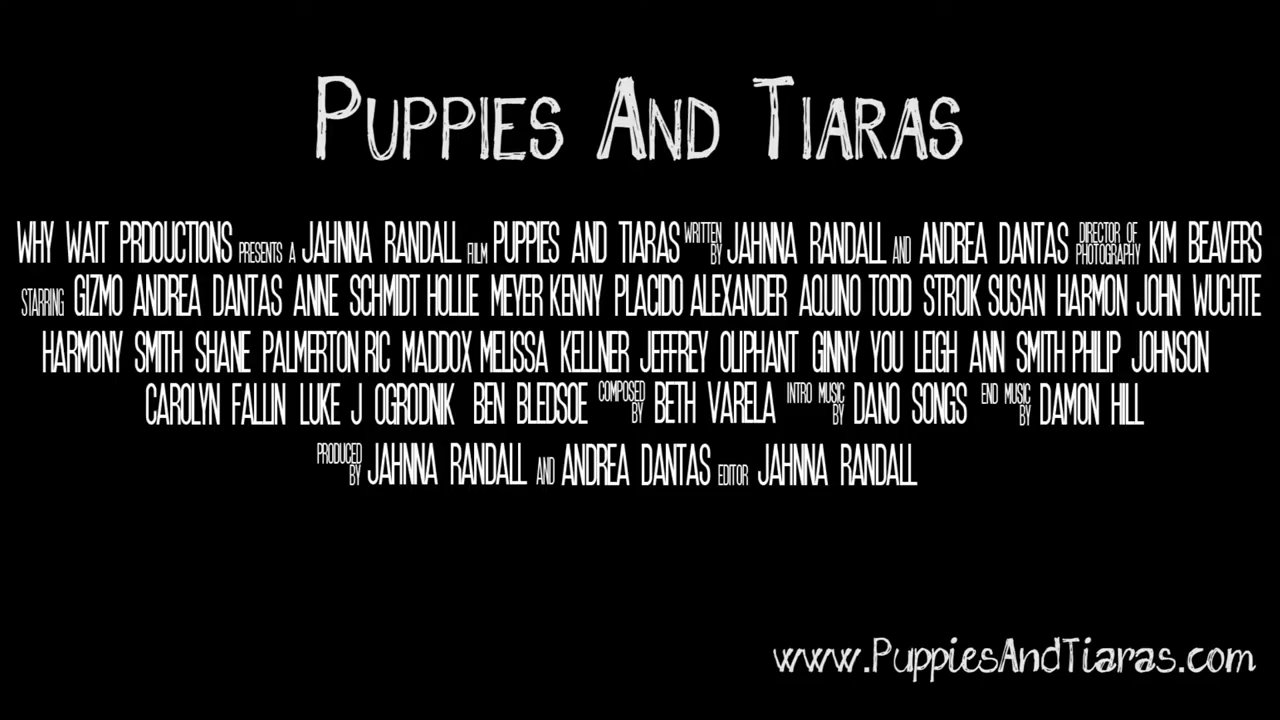 PUPPIES AND TIARAS
WHY WAIT PRDOUCTIONS PRESENTS A JAHNNA RANDALL FILM PUPPIES AND TIARAS WRITTEN BY JAHNNA RANDALL AND ANDREA DANTAS DIRECTOR OF PHOTOGRAPHY KIM BEAVERS
STARRING GIZMO ANDREA DANTAS ANNE SCHMIDT HOLLIE MEYER KENNY PLACIDO ALEXANDER AQUINO TODD STROIK SUSAN HARMON JOHN WUCHTE
HARMONY SMITH SHANE PALMERTON RIC MADDOX MELISSA KELLNER JEFFREY OLIPHANT GINNY YOU LEIGH ANN SMITH PHILIP JOHNSON
CAROLYN FALLIN LUKE J OGRODNIK BEN BLEDSOE COMPOSED BY BETH VARELA INTRO MUSIC BY DANO SONGS END MUSIC BY DAMON HILL
PRODUCED BY JAHNNA RANDALL AND ANDREA DANTAS EDITOR JAHNNA RANDALL
www.PuppiesAndTiaras.com